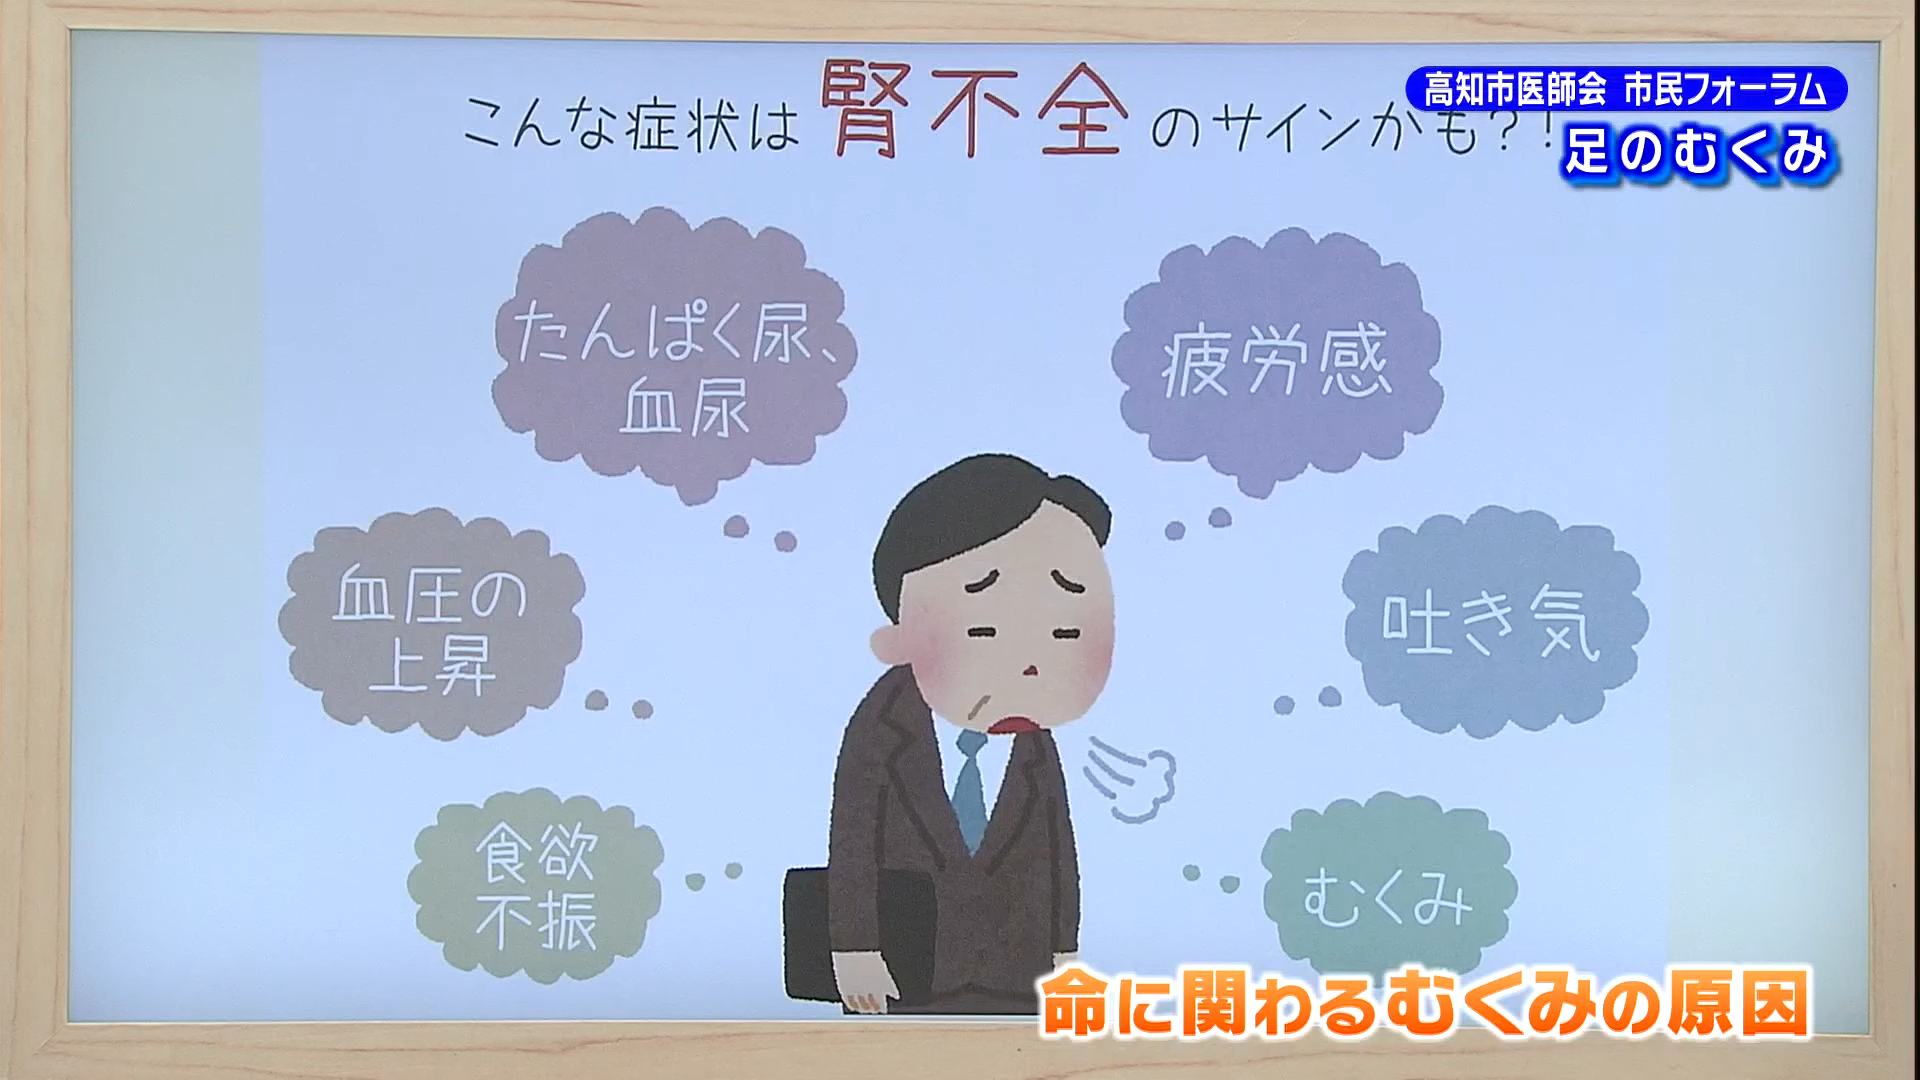 高知市医師会 市民フォーラム
足のむくみ
こんな症状は腎不全のサインかも?!
たんぱく尿、
血尿
疲労感
血圧の
上昇
吐き気
食欲
不振
むくみ
命に関わるむくみの原因